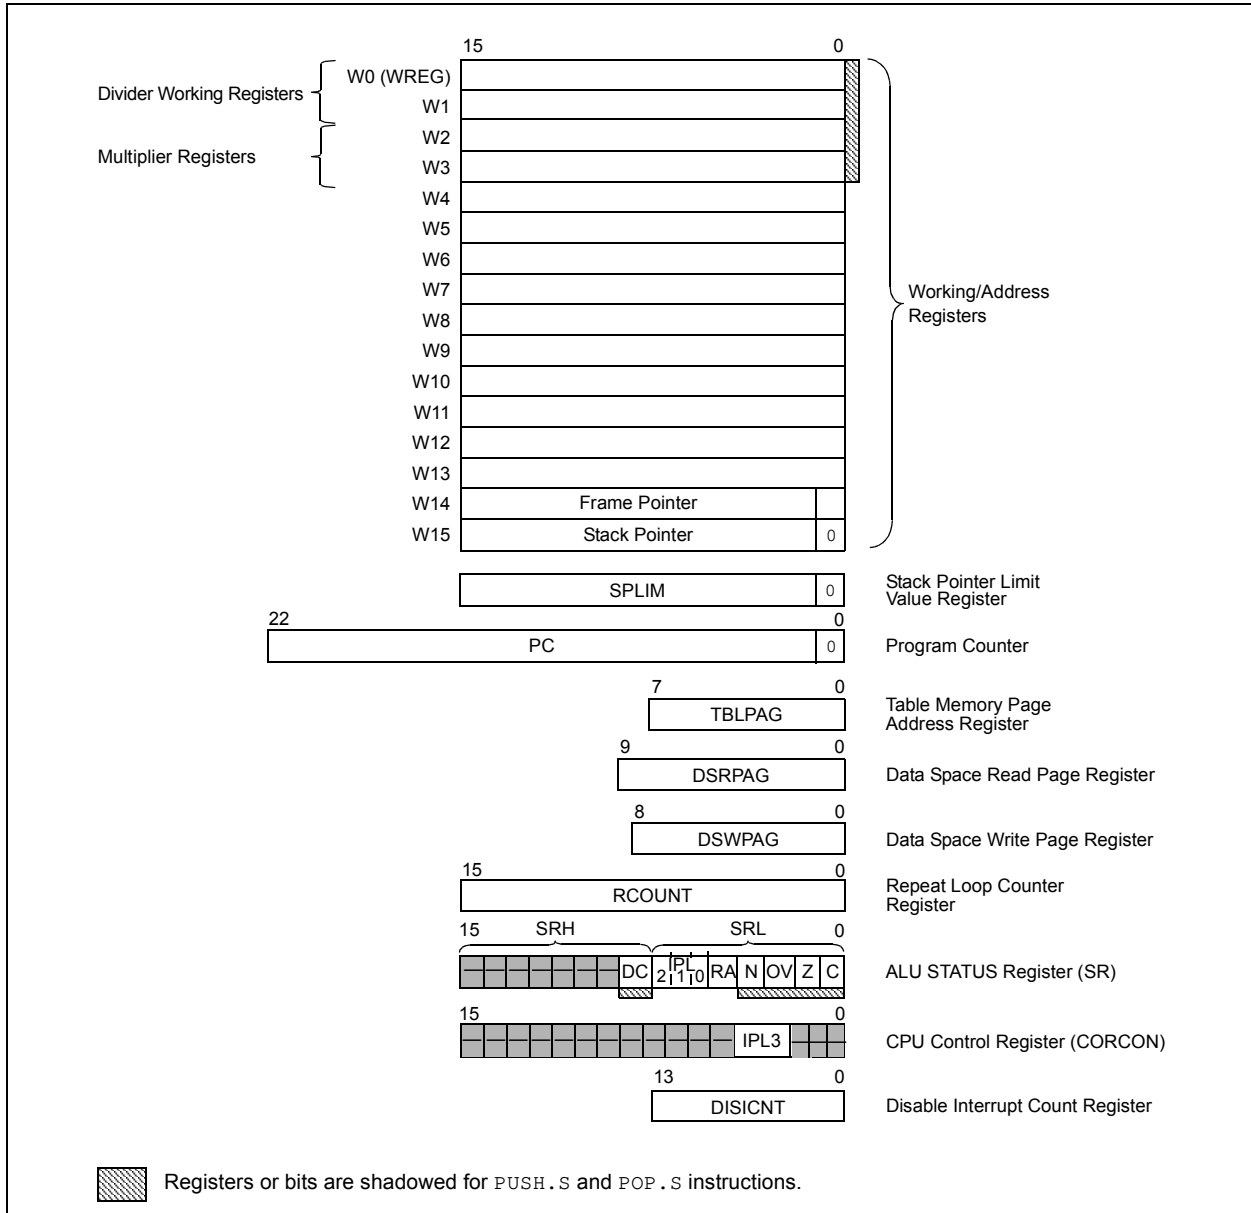 15 0
W0 (WREG)
Divider Working Registers
W1
W2
Multiplier Registers
W3
W4
W5
W6
W7
Working/Address
Registers
W8
W9
W10
W11
W12
W13
W14 Frame Pointer
W15 Stack Pointer 0
SPLIM 0
Stack Pointer Limit
Value Register
22 0
PC 0 Program Counter
7 0
TBLPAG
Table Memory Page
Address Register
9 0
DSRPAG Data Space Read Page Register
8 0
DSWPAG Data Space Write Page Register
15 0
RCOUNT
Repeat Loop Counter
Register
15 SRH SRL 0
— — — — — — — DC IPL 2 1 0 RA N OV Z C ALU STATUS Register (SR)
15 0
— — — — — — — — — — — — IPL3 — — — CPU Control Register (CORCON)
13 0
DISICNT Disable Interrupt Count Register
Registers or bits are shadowed for PUSH.S and POP.S instructions.